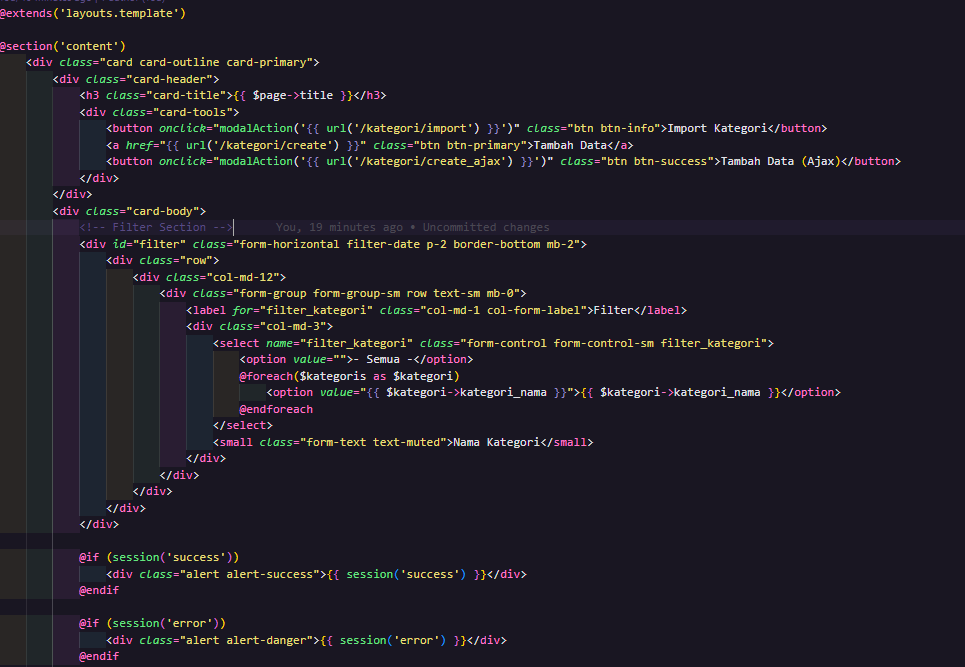 @extends('layouts.template')
@section('content')
<div class="card card-outline card-primary">
<div class="card-header">
<h3 class="card-title">{{ $page->title }}</h3>
<div class="card-tools">
<button onclick="modalAction('{{ url('/kategori/import') }}')" class="btn btn-info">Import Kategori</button>
<a href="{{ url('/kategori/create') }}" class="btn btn-primary">Tambah Data</a>
<button onclick="modalAction('{{ url('/kategori/create_ajax') }}')" class="btn btn-success">Tambah Data (Ajax)</button>
</div>
</div>
<div class="card-body">
<!-- Filter Section --> You, 19 minutes ago • Uncommitted changes
<div id="filter" class="form-horizontal filter-date p-2 border-bottom mb-2">
<div class="row">
<div class="col-md-12">
<div class="form-group form-group-sm row text-sm mb-0">
<label for="filter_kategori" class="col-md-1 col-form-label">Filter</label>
<div class="col-md-3">
<select name="filter_kategori" class="form-control form-control-sm filter_kategori">
<option value="">- Semua -</option>
@foreach($kategoris as $kategori)
<option value="{{ $kategori->kategori_nama }}">{{ $kategori->kategori_nama }}</option>
@endforeach
</select>
<small class="form-text text-muted">Nama Kategori</small>
</div>
</div>
</div>
</div>
</div>
@if (session('success'))
<div class="alert alert-success">{{ session('success') }}</div>
@endif
@if (session('error'))
<div class="alert alert-danger">{{ session('error') }}</div>
@endif